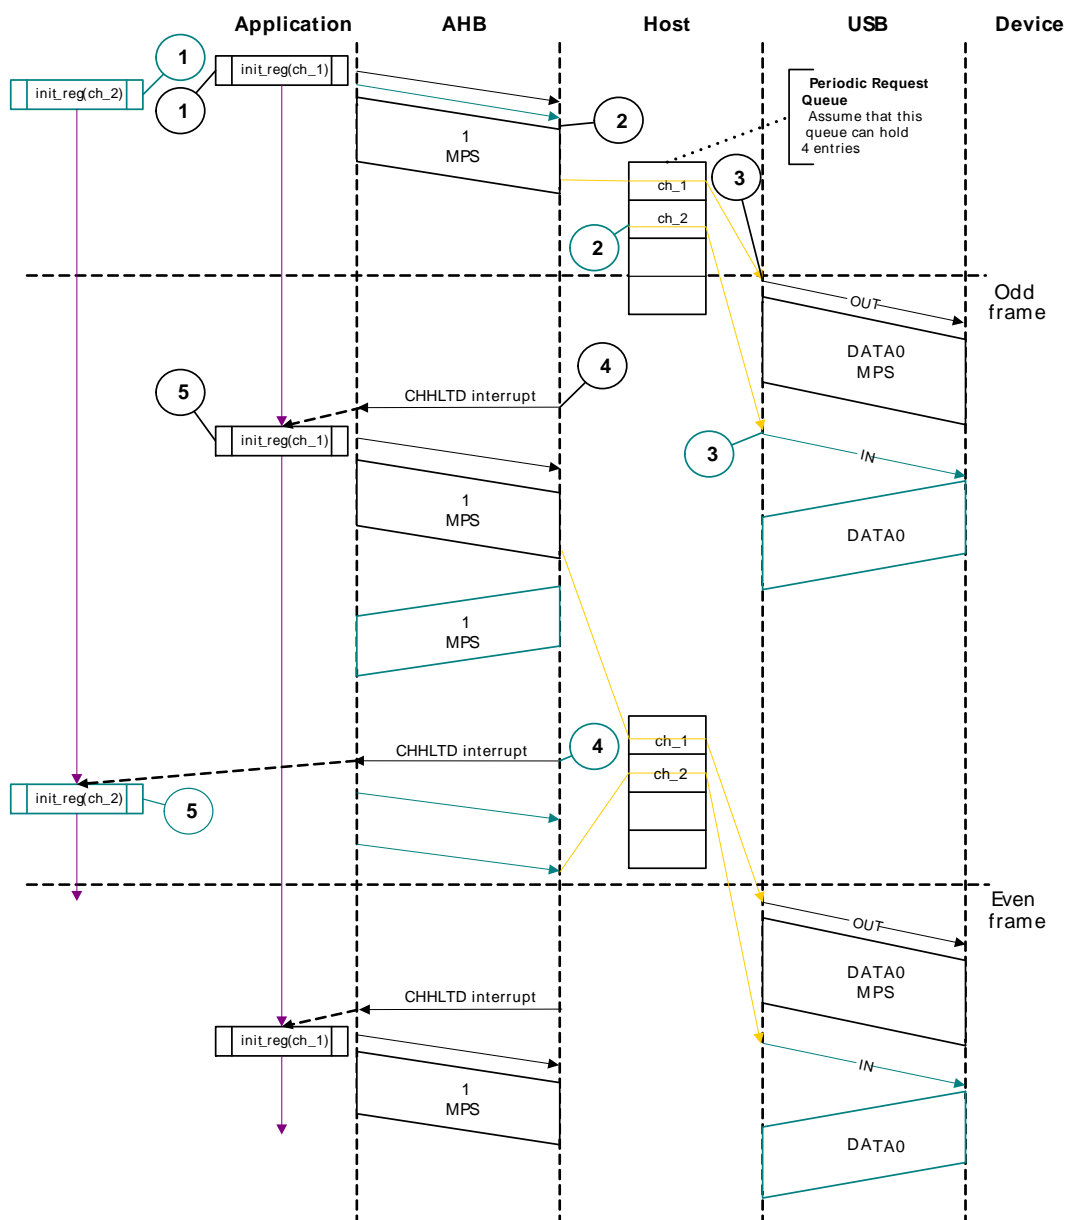 Application
AHB
Host
USB
Device
1
init_reg(ch_1)
init_reg(ch_2)
1
Periodic Request
Queue
Assume that this
queue can hold
4 entries
2
1
MPS
3
ch_1
ch_2
2
Odd
frame
OUT
DATA0
MPS
4
5
CHHLTD interrupt
init_reg(ch_1)
3
IN
1
MPS
DATA0
1
MPS
ch_1
4
CHHLTD interrupt
ch_2
init_reg(ch_2)
5
Even
frame
OUT
DATA0
MPS
CHHLTD interrupt
init_reg(ch_1)
IN
1
MPS
DATA0